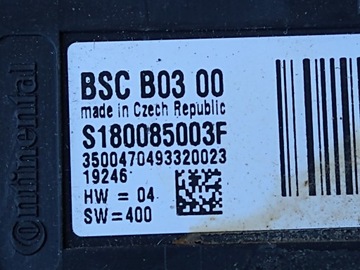 Continental
BSC B03 00
made in Czech Republic
S180085003F
3500470493320023
19246
HW = 04
SW=400